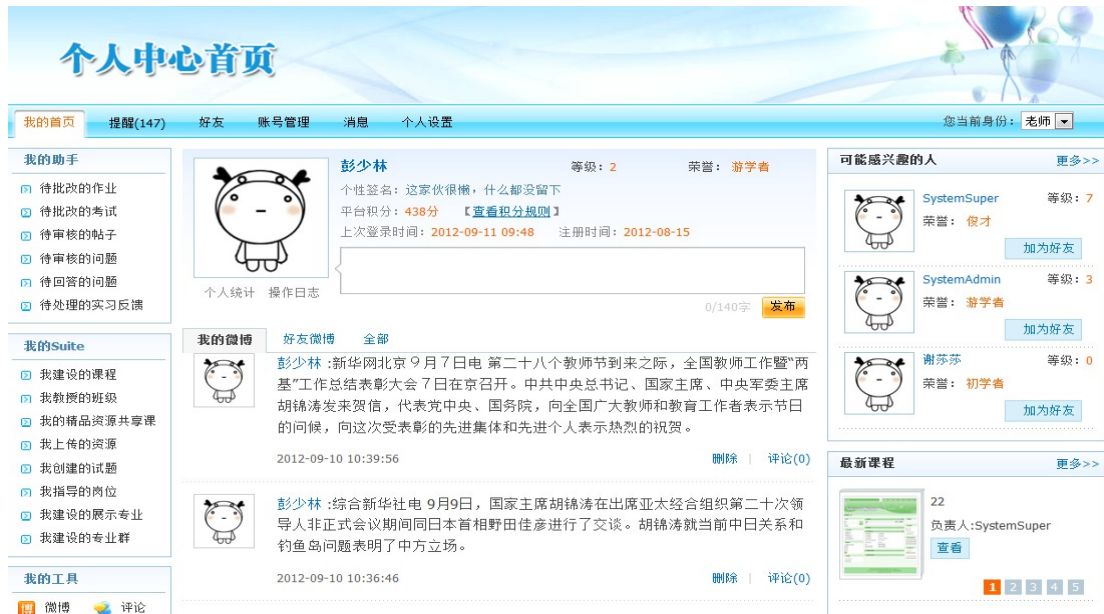 个人中心首页
我的首页 提醒(147) 好友 账号管理 消息 个人设置 您当前身份: 老师
我的助手
待批改的作业
待批改的考试
待审核的帖子
待审核的问题
待回答的问题
待处理的实习反馈
我的Suite
我建设的课程
我教授的班级
我的精品资源共享课
我上传的资源
我创建的试题
我指导的岗位
我建设的展示专业
我建设的专业群
我的工具
微博 评论
彭少林 等级: 2 荣誉: 游学者
个性签名: 这家伙很懒，什么都没留下
平台积分: 438分 【查看积分规则】
上次登录时间: 2012-09-11 09:48 注册时间: 2012-08-15
个人统计 操作日志
0/140字 发布
我的微博 好友微博 全部
彭少林 :新华网北京９月７日电 第二十八个教师节到来之际，全国教师工作暨“两
基”工作总结表彰大会７日在京召开。中共中央总书记、国家主席、中央军委主席
胡锦涛发来贺信，代表党中央、国务院，向全国广大教师和教育工作者表示节日
的问候，向这次受表彰的先进集体和先进个人表示热烈的祝贺。
2012-09-10 10:39:56 删除 | 评论(0)
彭少林 :综合新华社电 9月9日，国家主席胡锦涛在出席亚太经合组织第二十次领
导人非正式会议期间同日本首相野田佳彦进行了交谈。胡锦涛就当前中日关系和
钓鱼岛问题表明了中方立场。
2012-09-10 10:36:46 删除 | 评论(0)
可能感兴趣的人 更多>>
SystemSuper 等级: 7
荣誉: 俊才
加为好友
SystemAdmin 等级: 3
荣誉: 游学者
加为好友
谢莎莎 等级: 0
荣誉: 初学者
加为好友
最新课程 更多>>
22
负责人:SystemSuper
查看
1 2 3 4 5